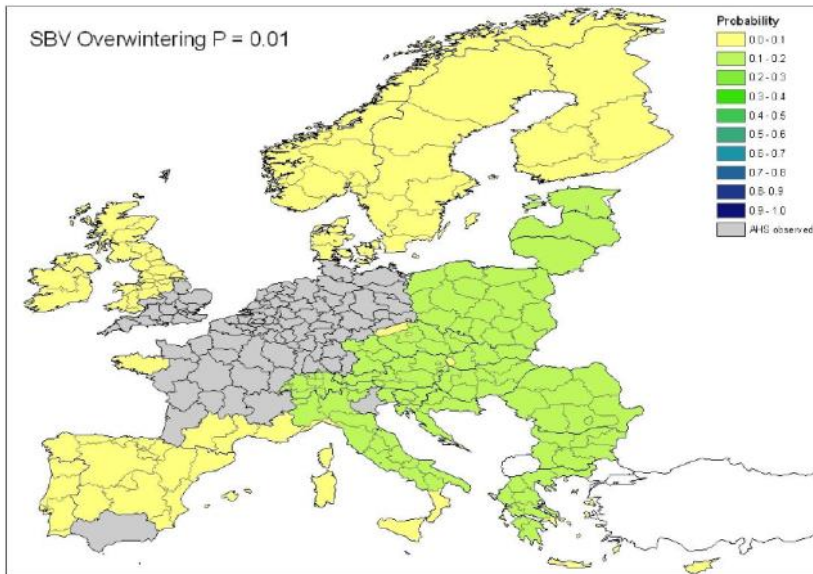 SBV Overwintering P = 0.01
Probability
0.0 - 0.1
0.1 - 0.2
0.2 - 0.3
0.3 - 0.4
0.4 - 0.5
0.5 - 0.6
0.6 - 0.7
0.7 - 0.8
0.8 - 0.9
0.9 - 1.0
AHS observed